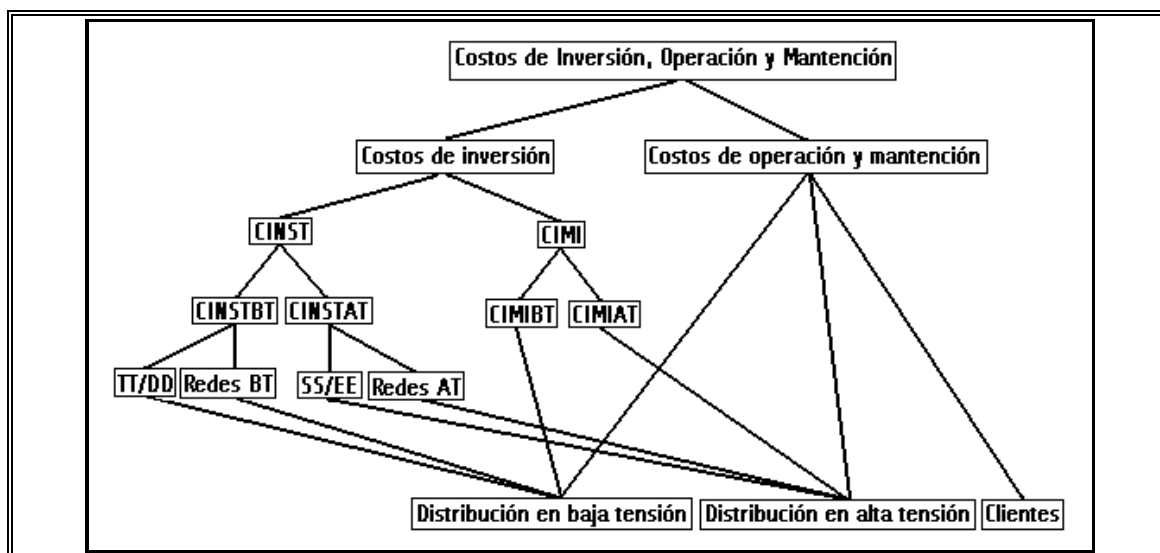 Costos de Inversión, Operación y Mantención
Costos de inversión
Costos de operación y mantención
CINST
CIMI
CINSTBT
CINSTAT
CIMIBT
CIMIAT
TT/DD
Redes BT
SS/EE
Redes AT
Distribución en baja tensión
Distribución en alta tensión
Clientes